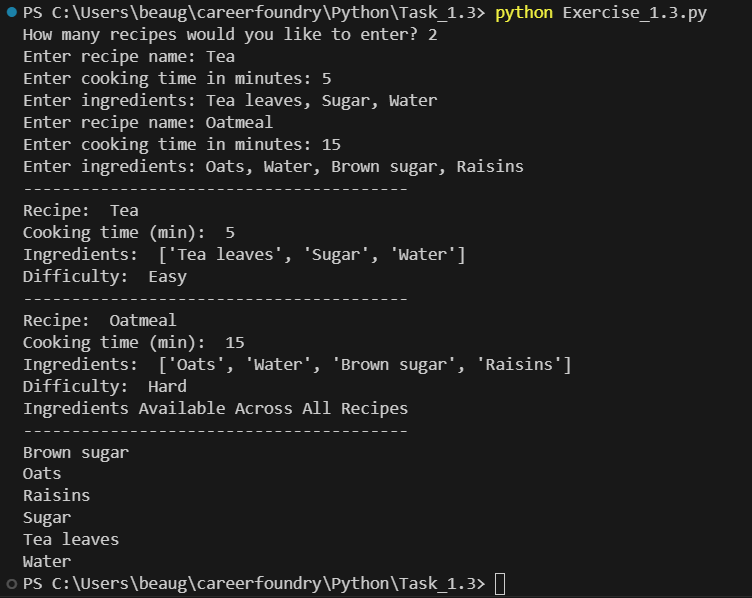 PS C:\Users\beaug\careerfoundry\Python\Task_1.3> python Exercise_1.3.py
How many recipes would you like to enter? 2
Enter recipe name: Tea
Enter cooking time in minutes: 5
Enter ingredients: Tea leaves, Sugar, Water
Enter recipe name: Oatmeal
Enter cooking time in minutes: 15
Enter ingredients: Oats, Water, Brown sugar, Raisins
----------------------------------------
Recipe:  Tea
Cooking time (min):  5
Ingredients:  ['Tea leaves', 'Sugar', 'Water']
Difficulty:  Easy
----------------------------------------
Recipe:  Oatmeal
Cooking time (min):  15
Ingredients:  ['Oats', 'Water', 'Brown sugar', 'Raisins']
Difficulty:  Hard
Ingredients Available Across All Recipes
----------------------------------------
Brown sugar
Oats
Raisins
Sugar
Tea leaves
Water
PS C:\Users\beaug\careerfoundry\Python\Task_1.3>